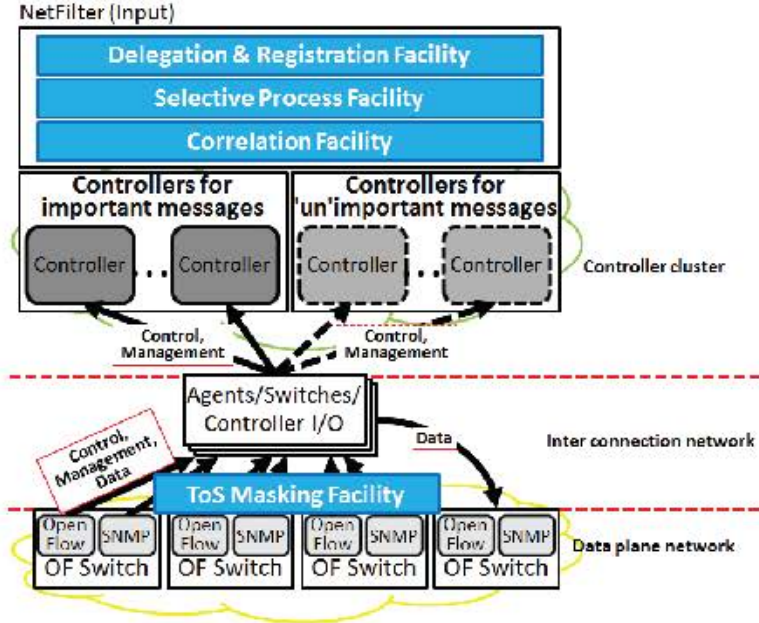 NetFilter (Input)
Delegation & Registration Facility
Selective Process Facility
Correlation Facility
Controllers for
important messages
Controllers for
'un'important messages
Controller
...
Controller
Controller
...
Controller
Controller cluster
Control,
Management
Control,
Management
Agents/Switches/
Controller I/O
Control,
Management,
Data
Data
Inter connection network
ToS Masking Facility
Open
Flow
SNMP
OF Switch
Open
Flow
SNMP
OF Switch
Open
Flow
SNMP
OF Switch
Open
Flow
SNMP
OF Switch
Data plane network